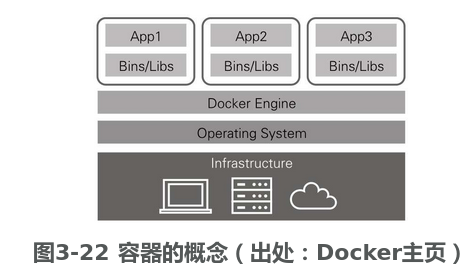 App1 App2 App3
Bins/Libs Bins/Libs Bins/Libs
Docker Engine
Operating System
Infrastructure
图3-22 容器的概念（出处：Docker主页）